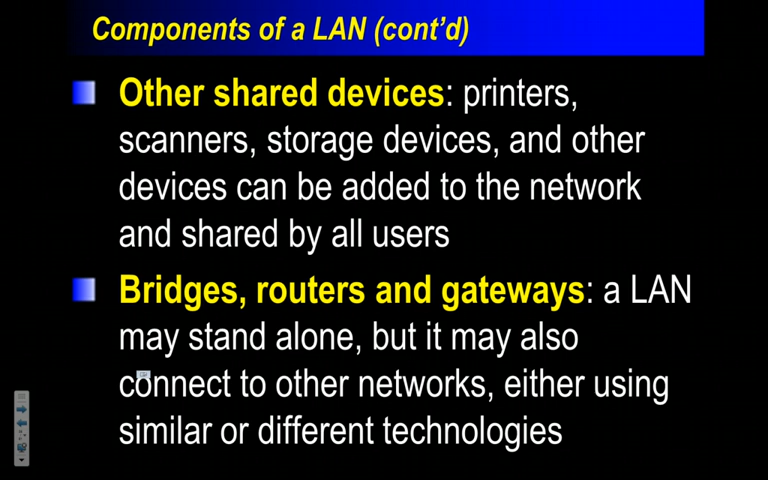 Components of a LAN (cont'd)
Other shared devices: printers,
scanners, storage devices, and other
devices can be added to the network
and shared by all users
Bridges, routers and gateways: a LAN
may stand alone, but it may also
connect to other networks, either using
similar or different technologies